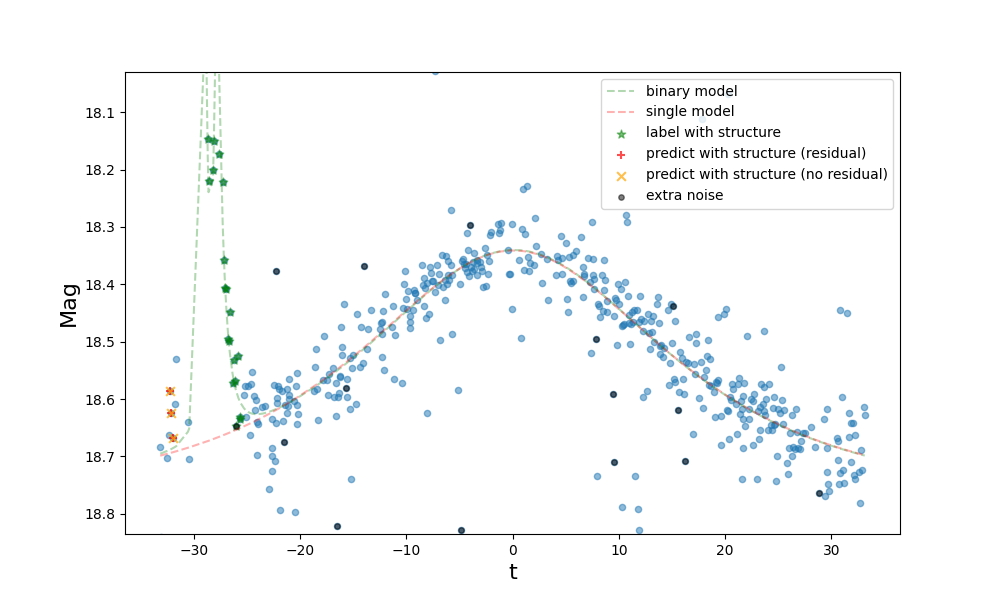 binary model
single model
label with structure
predict with structure (residual)
predict with structure (no residual)
extra noise
Mag
18.1
18.2
18.3
18.4
18.5
18.6
18.7
18.8
−30
−20
−10
0
10
20
30
t